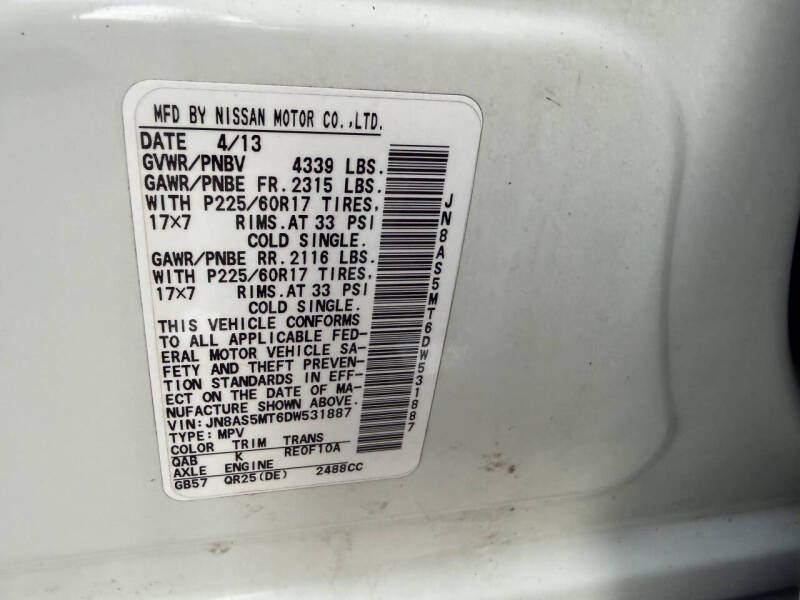 MFD BY NISSAN MOTOR CO.,LTD.
DATE 4/13
GVWR/PNBV 4339 LBS.
GAWR/PNBE FR.2315 LBS.
WITH P225/60R17 TIRES,
17×7 RIMS.AT 33 PSI
COLD SINGLE.
GAWR/PNBE RR.2116 LBS.
WITH P225/60R17 TIRES,
17×7 RIMS.AT 33 PSI
COLD SINGLE.
THIS VEHICLE CONFORMS
TO ALL APPLICABLE FED-
ERAL MOTOR VEHICLE SA-
FETY AND THEFT PREVEN-
TION STANDARDS IN EFF-
ECT ON THE DATE OF MA-
NUFACTURE SHOWN ABOVE.
VIN:JN8AS5MT6DW531887
TYPE:MPV
COLOR TRIM TRANS
QAB K RE0F10A
AXLE ENGINE
GB57 QR25(DE) 2488CC
JN8AS5MT6DW531887